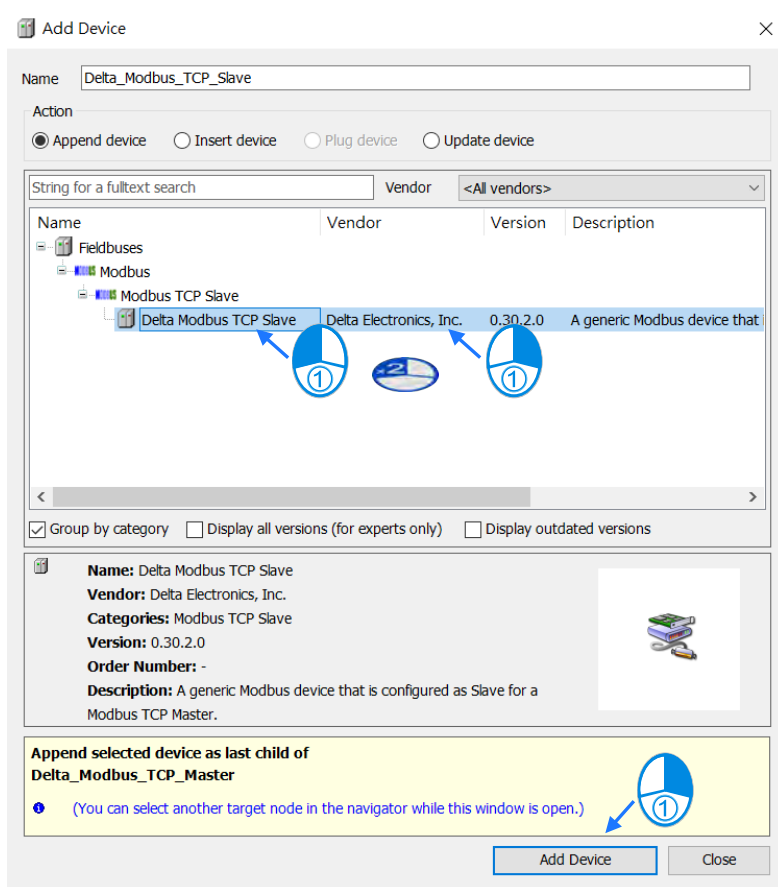 Add Device
Name Delta_Modbus_TCP_Slave
Action
Append device Insert device Plug device Update device
String for a fulltext search Vendor <All vendors>
Name Vendor Version Description
Fieldbuses
Modbus
Modbus TCP Slave
Delta Modbus TCP Slave Delta Electronics, Inc. 0.30.2.0 A generic Modbus device that
1 1
×2
Group by category Display all versions (for experts only) Display outdated versions
Name: Delta Modbus TCP Slave
Vendor: Delta Electronics, Inc.
Categories: Modbus TCP Slave
Version: 0.30.2.0
Order Number: -
Description: A generic Modbus device that is configured as Slave for a
Modbus TCP Master.
Append selected device as last child of
Delta_Modbus_TCP_Master
(You can select another target node in the navigator while this window is open.)
1
Add Device Close